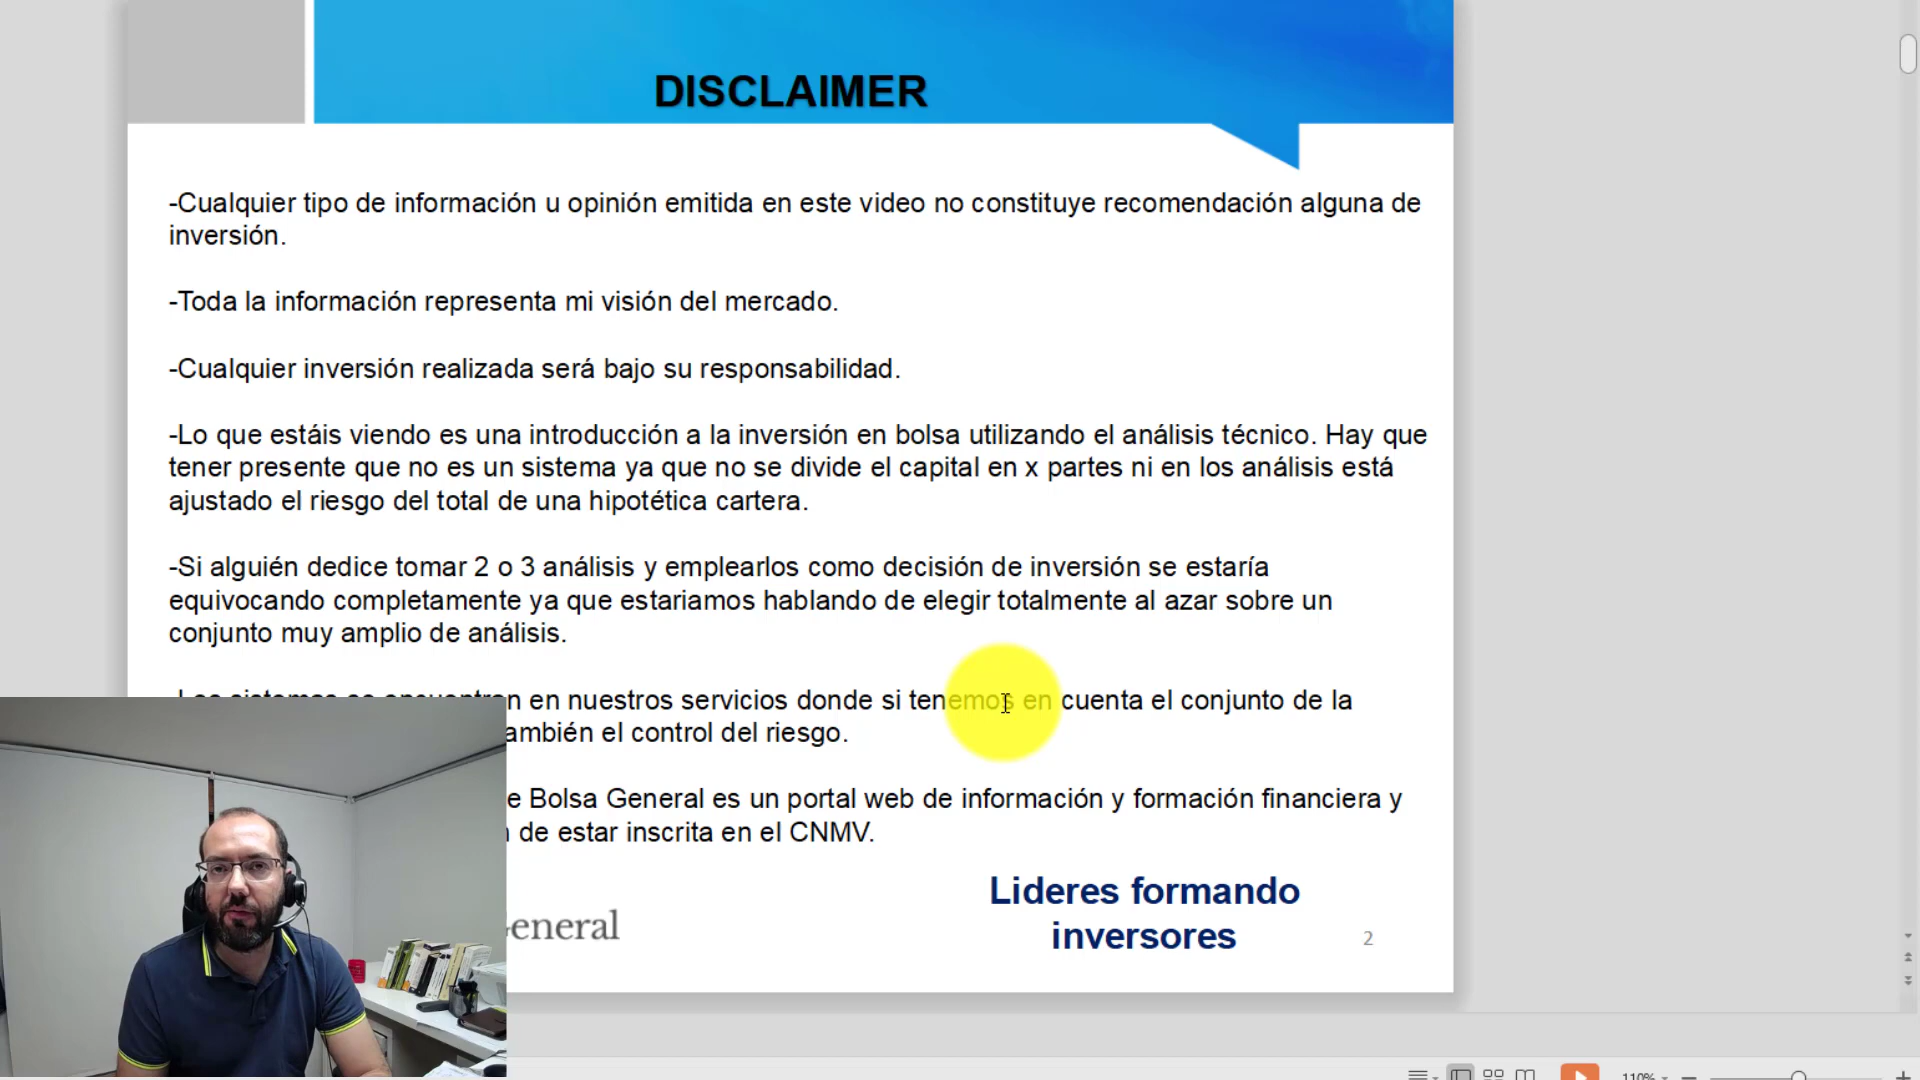 DISCLAIMER
-Cualquier tipo de información u opinión emitida en este video no constituye recomendación alguna de
inversión.
-Toda la información representa mi visión del mercado.
-Cualquier inversión realizada será bajo su responsabilidad.
-Lo que estáis viendo es una introducción a la inversión en bolsa utilizando el análisis técnico. Hay que
tener presente que no es un sistema ya que no se divide el capital en x partes ni en los análisis está
ajustado el riesgo del total de una hipotética cartera.
-Si alguién dedice tomar 2 o 3 análisis y emplearlos como decisión de inversión se estaría
equivocando completamente ya que estariamos hablando de elegir totalmente al azar sobre un
conjunto muy amplio de análisis.
en nuestros servicios donde si tenemos en cuenta el conjunto de la
ambién el control del riesgo.
e Bolsa General es un portal web de información y formación financiera y
de estar inscrita en el CNMV.
eneral
Lideres formando
inversores
2
110%